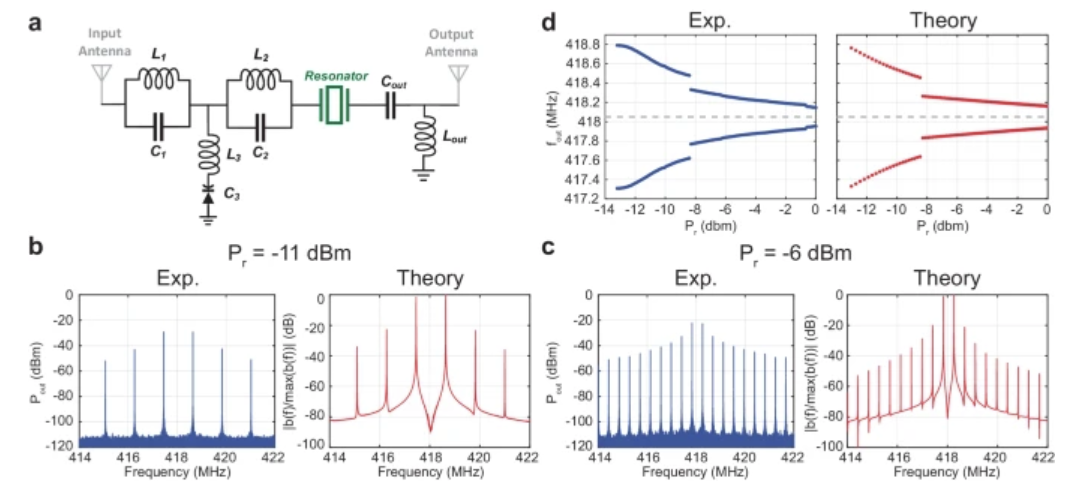 a
Input
Antenna
L1
L2
Resonator
Cout
Output
Antenna
C1
L3
C2
Lout
C3
d
Exp.
Theory
fout (MHz)
418.8
418.6
418.4
418.2
418
417.8
417.6
417.4
417.2
-14 -12 -10 -8 -6 -4 -2 0
Pr (dbm)
-14 -12 -10 -8 -6 -4 -2 0
Pr (dbm)
b
Pr = -11 dBm
Exp.
Theory
Pout (dBm)
0
-20
-40
-60
-80
-100
-120
414 416 418 420 422
Frequency (MHz)
|b(f)/max(b(f))| (dB)
0
-20
-40
-60
-80
-100
414 416 418 420 422
Frequency (MHz)
c
Pr = -6 dBm
Exp.
Theory
Pout (dBm)
0
-20
-40
-60
-80
-100
-120
414 416 418 420 422
Frequency (MHz)
|b(f)/max(b(f))| (dB)
0
-20
-40
-60
-80
-100
414 416 418 420 422
Frequency (MHz)